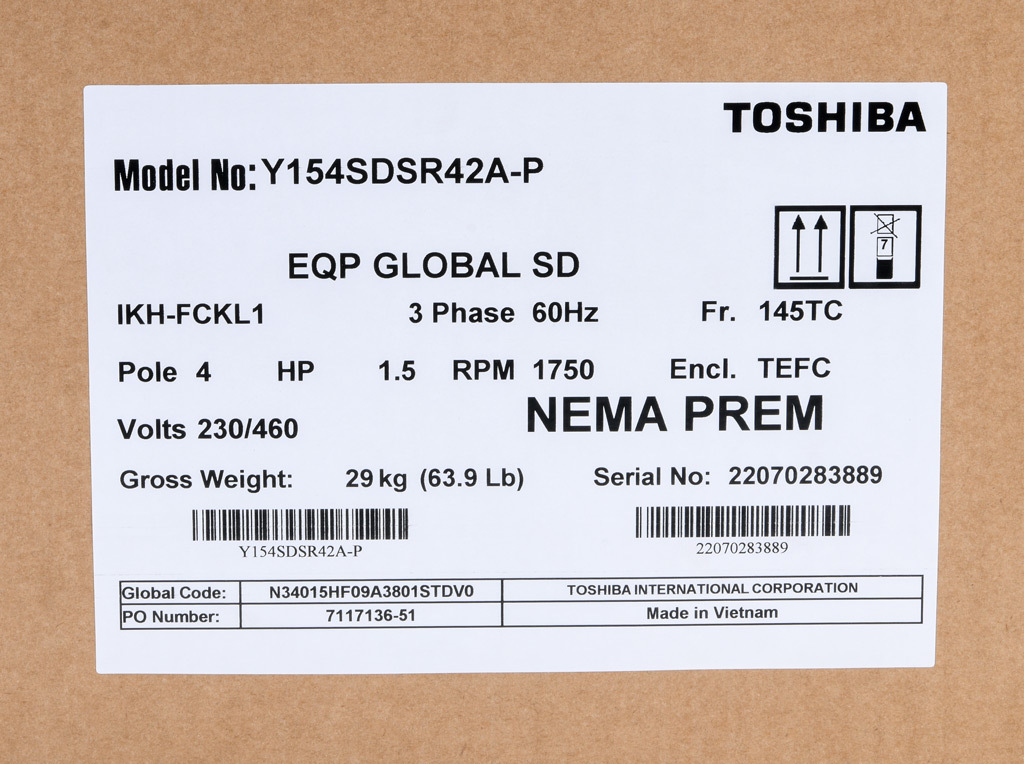 TOSHIBA
Model No: Y154SDSR42A-P
7
EQP GLOBAL SD
IKH-FCKL1 3 Phase 60Hz Fr. 145TC
Pole 4 HP 1.5 RPM 1750 Encl. TEFC
Volts 230/460 NEMA PREM
Gross Weight: 29 kg (63.9 Lb) Serial No: 22070283889
Y154SDSR42A-P 22070283889
Global Code: N34015HF09A3801STDV0 TOSHIBA INTERNATIONAL CORPORATION
PO Number: 7117136-51 Made in Vietnam